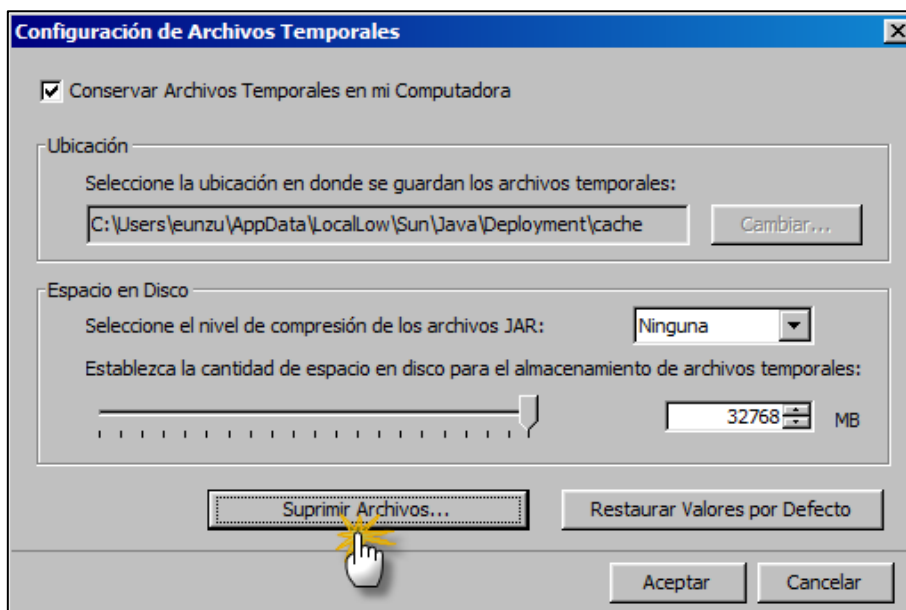 Configuración de Archivos Temporales
Conservar Archivos Temporales en mi Computadora
Ubicación
Seleccione la ubicación en donde se guardan los archivos temporales:
C:\Users\eunzu\AppData\LocalLow\Sun\Java\Deployment\cache Cambiar...
Espacio en Disco
Seleccione el nivel de compresión de los archivos JAR: Ninguna
Establezca la cantidad de espacio en disco para el almacenamiento de archivos temporales:
32768 MB
Suprimir Archivos... Restaurar Valores por Defecto
Aceptar Cancelar